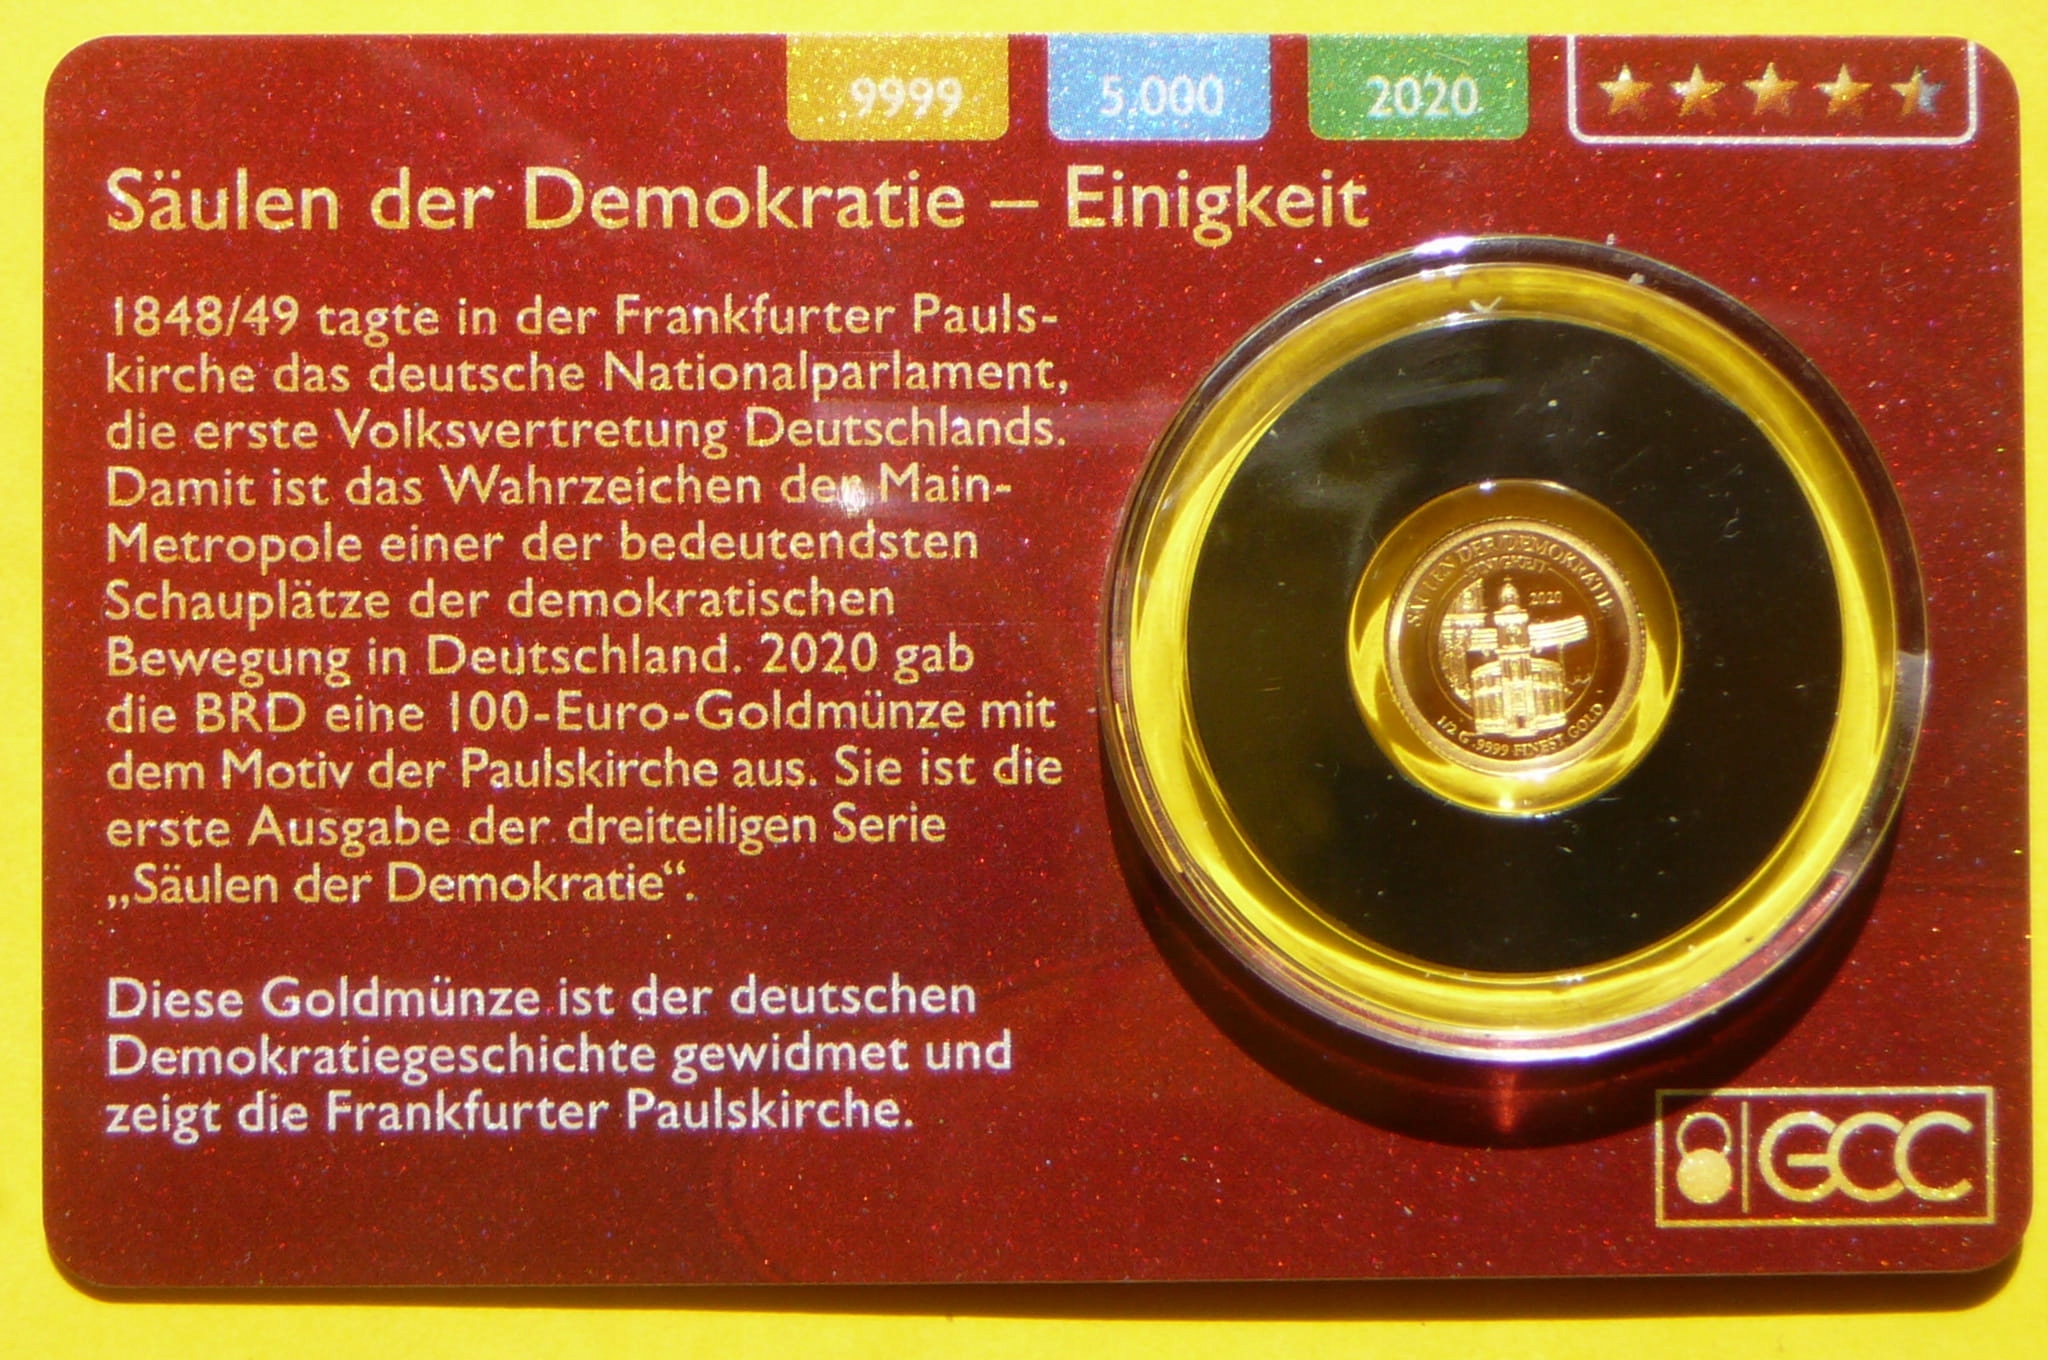 9999
5.000
2020
Säulen der Demokratie – Einigkeit
1848/49 tagte in der Frankfurter Pauls-
kirche das deutsche Nationalparlament,
die erste Volksvertretung Deutschlands.
Damit ist das Wahrzeichen der Main-
Metropole einer der bedeutendsten
Schauplätze der demokratischen
Bewegung in Deutschland. 2020 gab
die BRD eine 100-Euro-Goldmünze mit
dem Motiv der Paulskirche aus. Sie ist die
erste Ausgabe der dreiteiligen Serie
„Säulen der Demokratie“.
Diese Goldmünze ist der deutschen
Demokratiegeschichte gewidmet und
zeigt die Frankfurter Paulskirche.
SÄULEN DER DEMOKRATIE
EINIGKEIT
2020
1/2 G .9999 FINEST GOLD
GCC